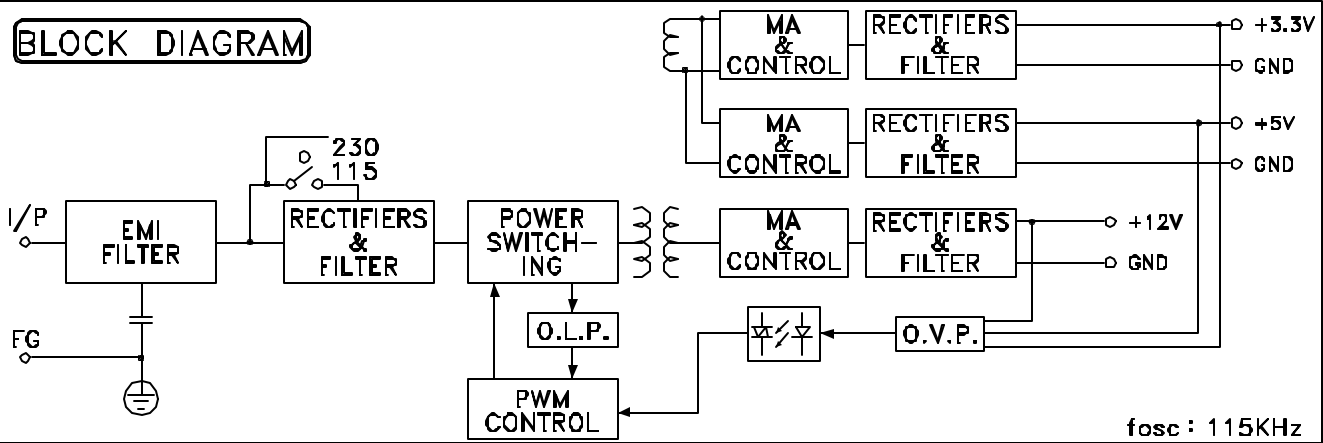 BLOCK DIAGRAM
MA
&
CONTROL
RECTIFIERS
&
FILTER
+3.3V
GND
MA
&
CONTROL
RECTIFIERS
&
FILTER
+5V
GND
230
115
I/P
EMI
FILTER
RECTIFIERS
&
FILTER
POWER
SWITCH-
ING
MA
&
CONTROL
RECTIFIERS
&
FILTER
+12V
GND
FG
O.L.P.
O.V.P.
PWM
CONTROL
fosc : 115KHz